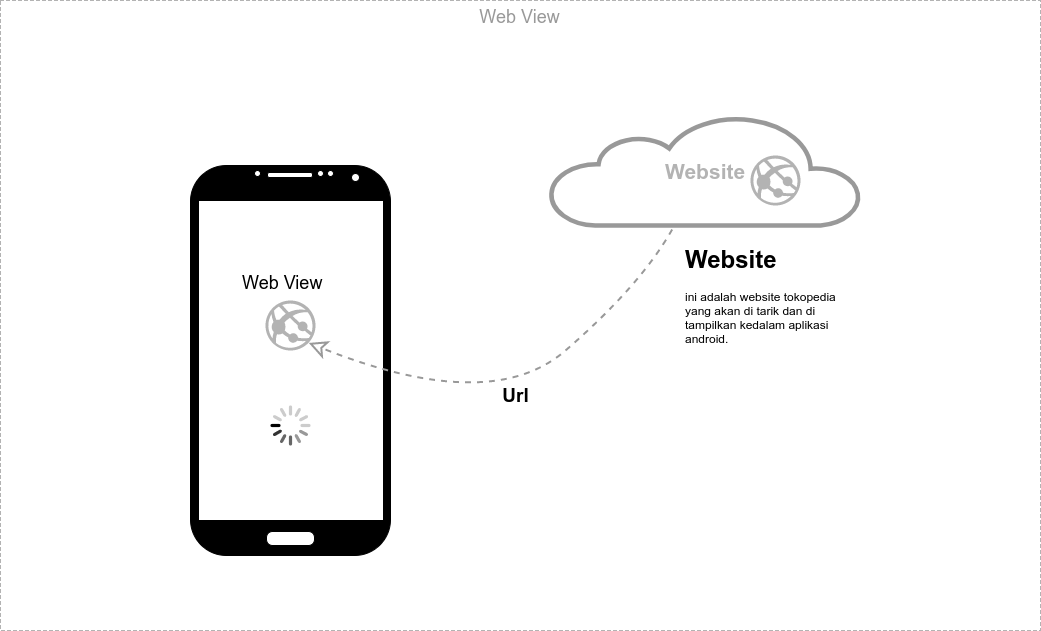 Web View
Website
Website
ini adalah website tokopedia
yang akan di tarik dan di
tampilkan kedalam aplikasi
android.
Web View
Url